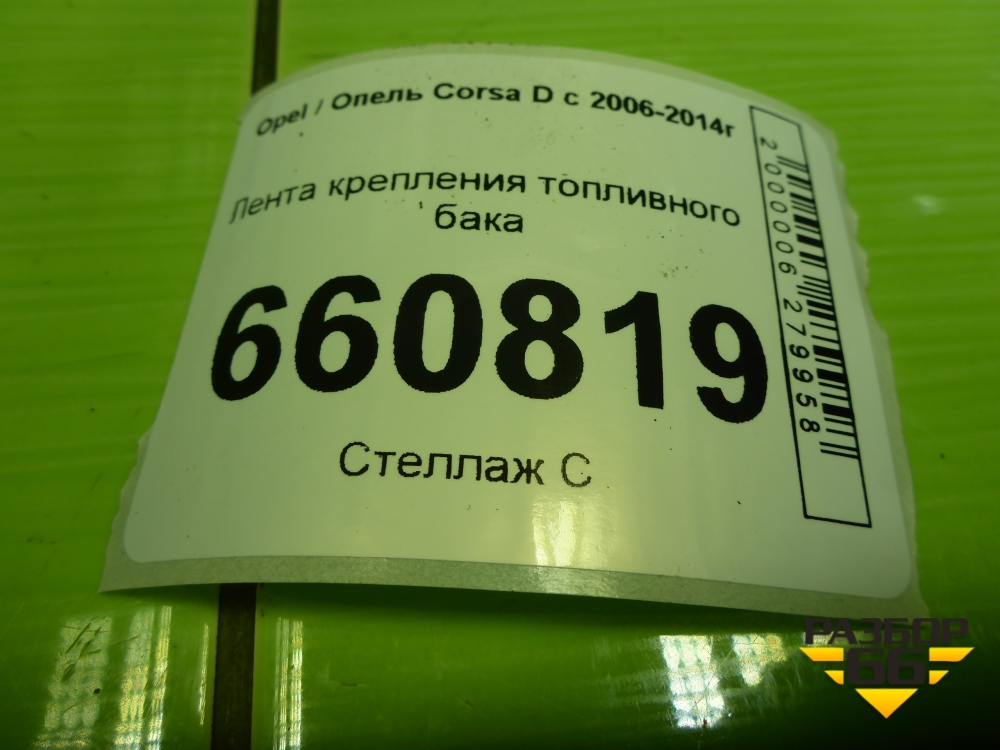 Opel / Опель Corsa D с 2006-2014г
Лента крепления топливного
бака
660819
Стеллаж С
2000006279958
РАЗБОР
66